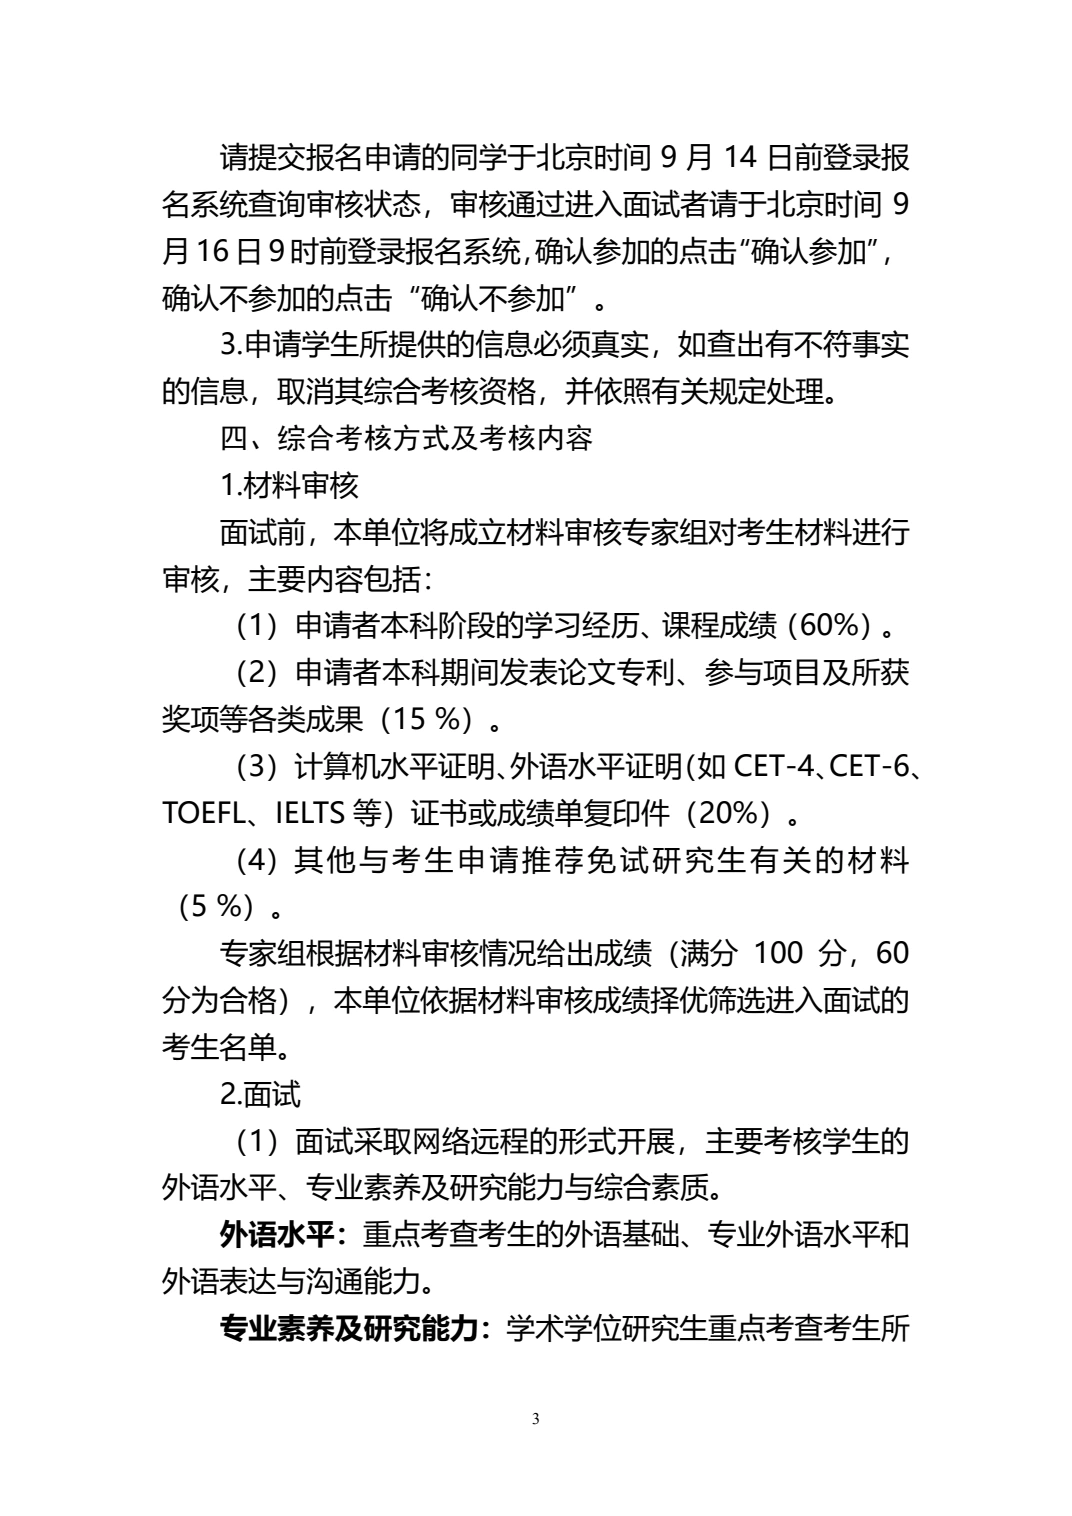 请提交报名申请的同学于北京时间 9 月 14 日前登录报
名系统查询审核状态，审核通过进入面试者请于北京时间 9
月16日9时前登录报名系统，确认参加的点击“确认参加”，
确认不参加的点击“确认不参加”。
3.申请学生所提供的信息必须真实，如查出有不符事实
的信息，取消其综合考核资格，并依照有关规定处理。
四、综合考核方式及考核内容
1.材料审核
面试前，本单位将成立材料审核专家组对考生材料进行
审核，主要内容包括：
（1）申请者本科阶段的学习经历、课程成绩（60%）。
（2）申请者本科期间发表论文专利、参与项目及所获
奖项等各类成果（15 %）。
（3）计算机水平证明、外语水平证明（如 CET-4、CET-6、
TOEFL、IELTS 等）证书或成绩单复印件（20%）。
（4）其他与考生申请推荐免试研究生有关的材料
（5 %）。
专家组根据材料审核情况给出成绩（满分 100 分，60
分为合格），本单位依据材料审核成绩择优筛选进入面试的
考生名单。
2.面试
（1）面试采取网络远程的形式开展，主要考核学生的
外语水平、专业素养及研究能力与综合素质。
外语水平：重点考查考生的外语基础、专业外语水平和
外语表达与沟通能力。
专业素养及研究能力：学术学位研究生重点考查考生所
3